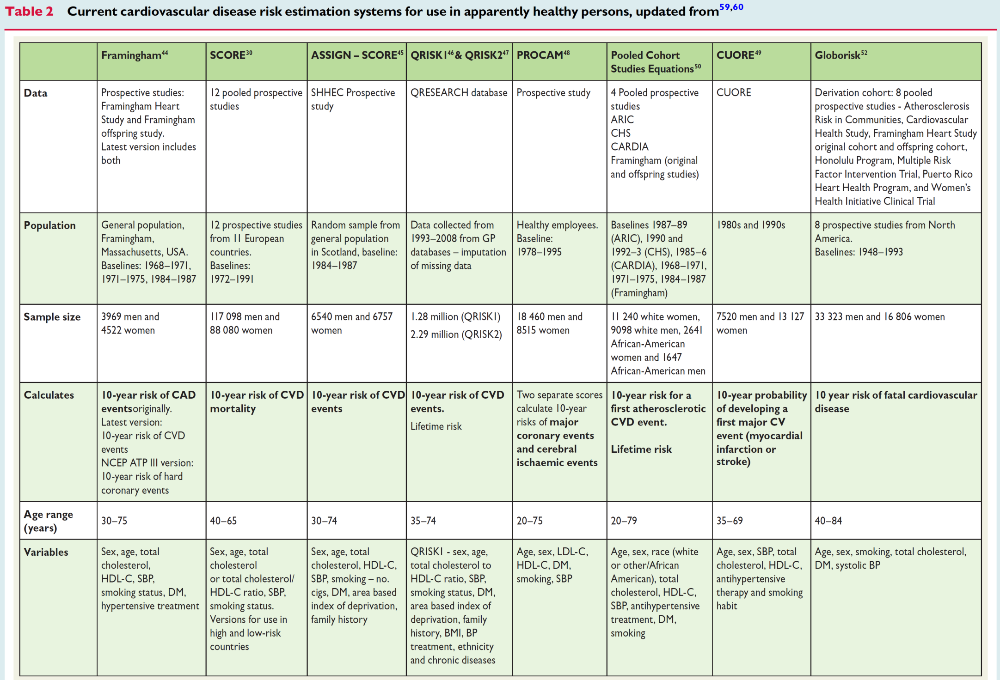 Table 2 Current cardiovascular disease risk estimation systems for use in apparently healthy persons, updated from59,60
Framingham44
SCORE30
ASSIGN – SCORE45
QRISK146 & QRISK247
PROCAM48
Pooled Cohort
Studies Equations50
CUORE49
Globorisk52
Data
Prospective studies:
Framingham Heart
Study and Framingham
offspring study.
Latest version includes
both
12 pooled prospective
studies
SHHEC Prospective
study
QRESEARCH database
Prospective study
4 Pooled prospective
studies
ARIC
CHS
CARDIA
Framingham (original
and offspring studies)
CUORE
Derivation cohort: 8 pooled
prospective studies - Atherosclerosis
Risk in Communities, Cardiovascular
Health Study, Framingham Heart Study
original cohort and offspring cohort,
Honolulu Program, Multiple Risk
Factor Intervention Trial, Puerto Rico
Heart Health Program, and Women’s
Health Initiative Clinical Trial
Population
General population,
Framingham,
Massachusetts, USA.
Baselines: 1968–1971,
1971–1975, 1984–1987
12 prospective studies
from 11 European
countries.
Baselines:
1972–1991
Random sample from
general population
in Scotland, baseline:
1984–1987
Data collected from
1993–2008 from GP
databases – imputation
of missing data
Healthy employees.
Baseline:
1978–1995
Baselines 1987–89
(ARIC), 1990 and
1992–3 (CHS), 1985–6
(CARDIA), 1968–1971,
1971–1975, 1984–1987
(Framingham)
1980s and 1990s
8 prospective studies from North
America.
Baselines: 1948–1993
Sample size
3969 men and
4522 women
117 098 men and
88 080 women
6540 men and 6757
women
1.28 million (QRISK1)
2.29 million (QRISK2)
18 460 men and
8515 women
11 240 white women,
9098 white men, 2641
African-American
women and 1647
African-American men
7520 men and 13 127
women
33 323 men and 16 806 women
Calculates
10-year risk of CAD
events originally.
Latest version:
10-year risk of CVD
events
NCEP ATP III version:
10-year risk of hard
coronary events
10-year risk of CVD
mortality
10-year risk of CVD
events
10-year risk of CVD
events.
Lifetime risk
Two separate scores
calculate 10-year
risks of major
coronary events
and cerebral
ischaemic events
10-year risk for a
first atherosclerotic
CVD event.
Lifetime risk
10-year probability
of developing a
first major CV
event (myocardial
infarction or
stroke)
10 year risk of fatal cardiovascular
disease
Age range
(years)
30–75
40–65
30–74
35–74
20–75
20–79
35–69
40–84
Variables
Sex, age, total
cholesterol,
HDL-C, SBP,
smoking status, DM,
hypertensive treatment
Sex, age, total
cholesterol
or total cholesterol/
HDL-C ratio, SBP,
smoking status.
Versions for use in
high and low-risk
countries
Sex, age, total
cholesterol, HDL-C,
SBP, smoking – no.
cigs, DM, area based
index of deprivation,
family history
QRISK1 - sex, age,
total cholesterol to
HDL-C ratio, SBP,
smoking status, DM,
area based index of
deprivation, family
history, BMI, BP
treatment, ethnicity
and chronic diseases
Age, sex, LDL-C,
HDL-C, DM,
smoking, SBP
Age, sex, race (white
or other/African
American), total
cholesterol, HDL-C,
SBP, antihypertensive
treatment, DM,
smoking
Age, sex, SBP, total
cholesterol, HDL-C,
antihypertensive
therapy and smoking
habit
Age, sex, smoking, total cholesterol,
DM, systolic BP